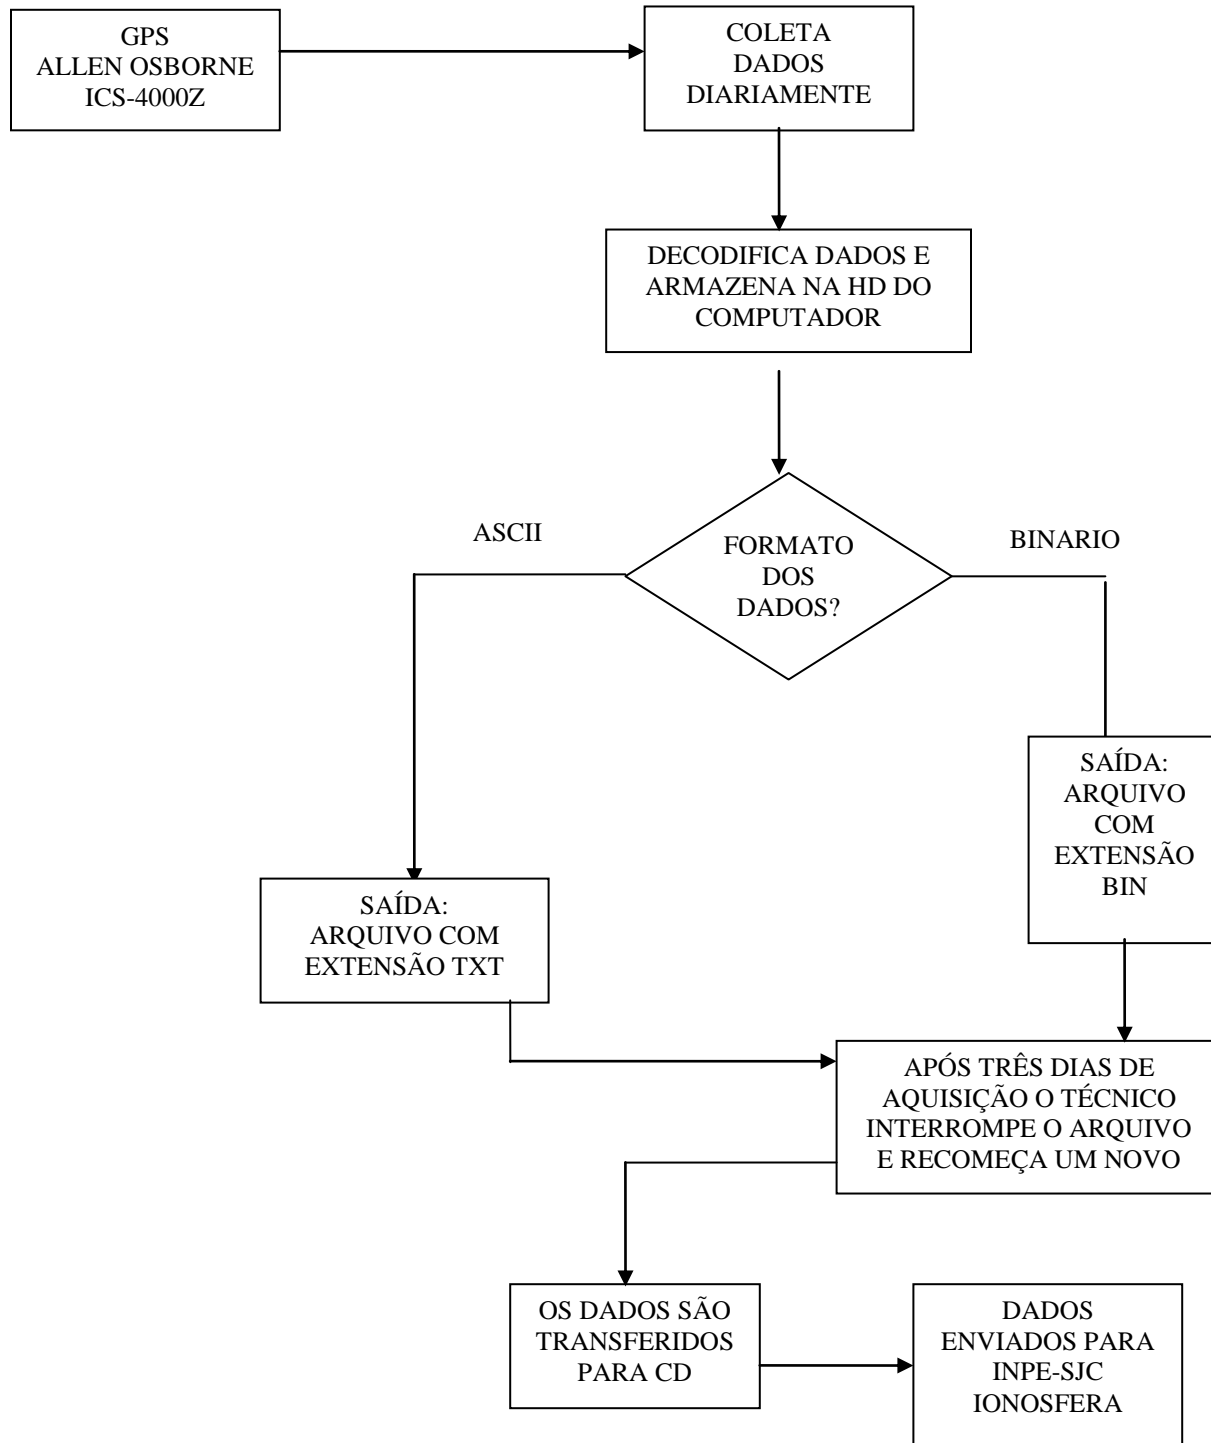 GPS
ALLEN OSBORNE
ICS-4000Z
COLETA
DADOS
DIARIAMENTE
DECODIFICA DADOS E
ARMAZENA NA HD DO
COMPUTADOR
ASCII
FORMATO
DOS
DADOS?
BINARIO
SAÍDA:
ARQUIVO
COM
EXTENSÃO
BIN
SAÍDA:
ARQUIVO COM
EXTENSÃO TXT
APÓS TRÊS DIAS DE
AQUISIÇÃO O TÉCNICO
INTERROMPE O ARQUIVO
E RECOMEÇA UM NOVO
OS DADOS SÃO
TRANSFERIDOS
PARA CD
DADOS
ENVIADOS PARA
INPE-SJC
IONOSFERA